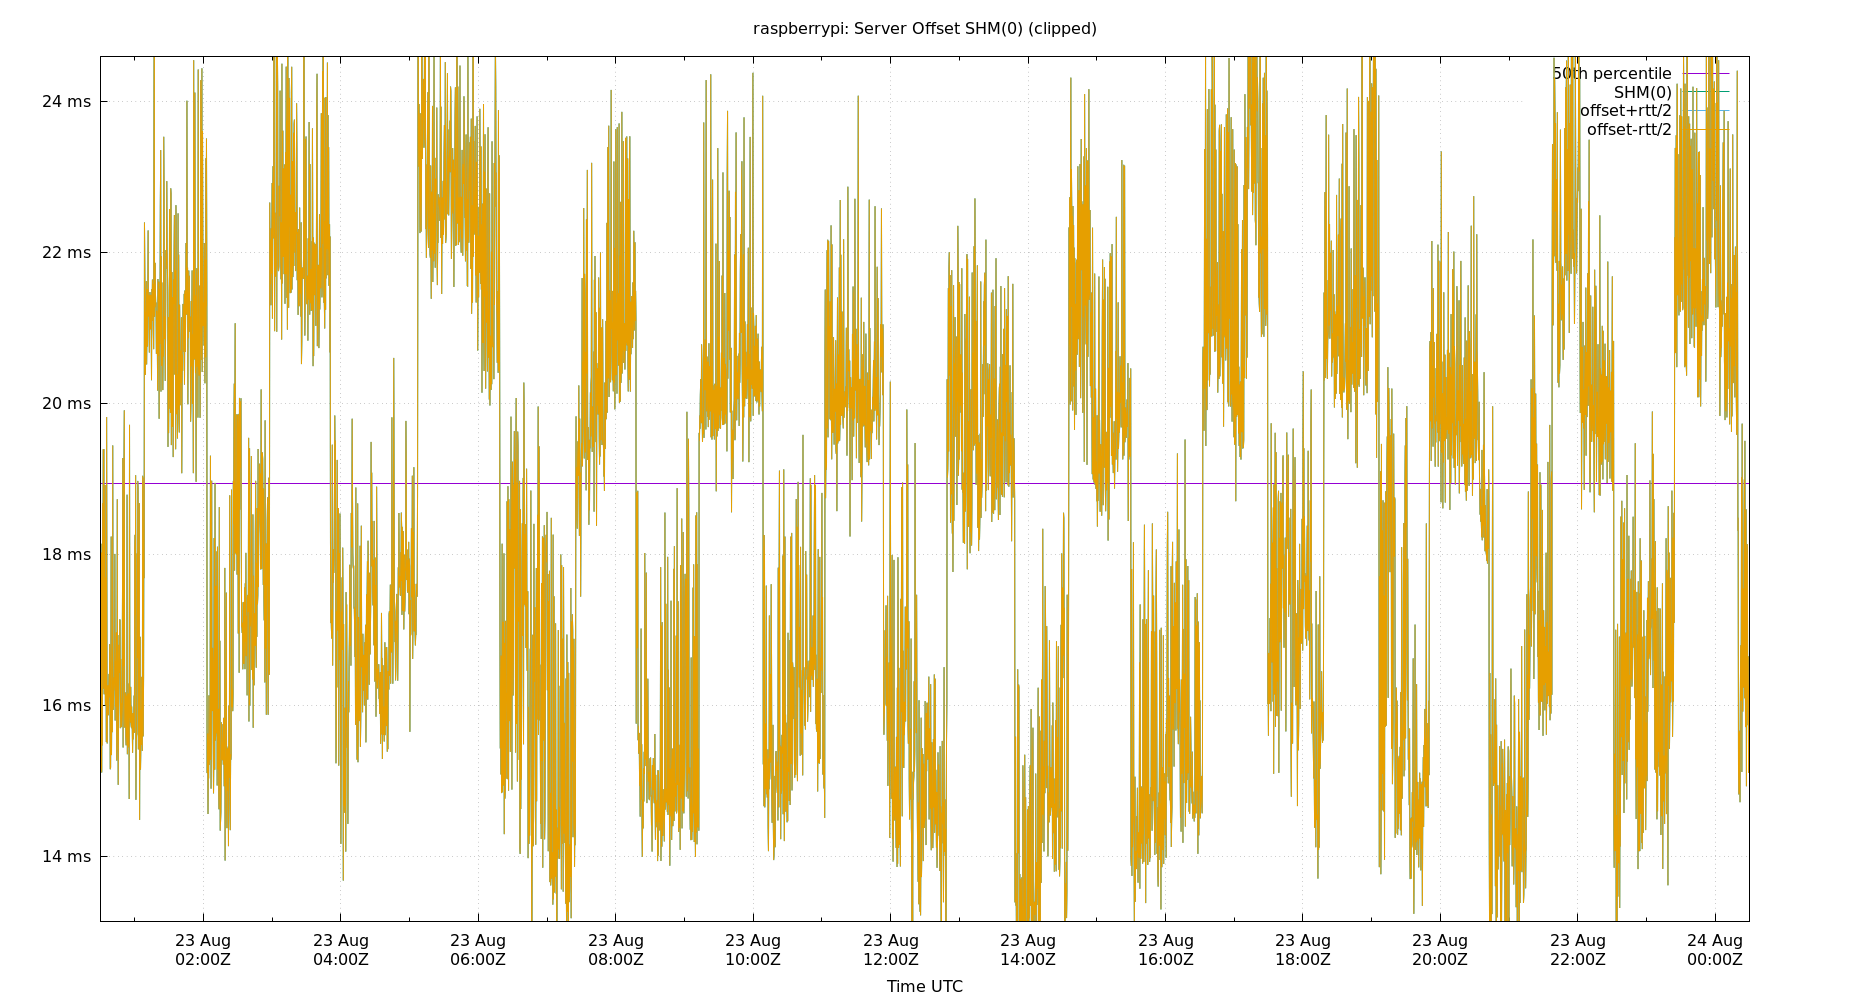 raspberrypi: Server Offset SHM(0) (clipped)
50th percentile
SHM(0)
offset+rtt/2
offset-rtt/2
24 ms
22 ms
20 ms
18 ms
16 ms
14 ms
23 Aug 23 Aug 23 Aug 23 Aug 23 Aug 23 Aug 23 Aug 23 Aug 23 Aug 23 Aug 23 Aug 24 Aug
02:00Z 04:00Z 06:00Z 08:00Z 10:00Z 12:00Z 14:00Z 16:00Z 18:00Z 20:00Z 22:00Z 00:00Z
Time UTC